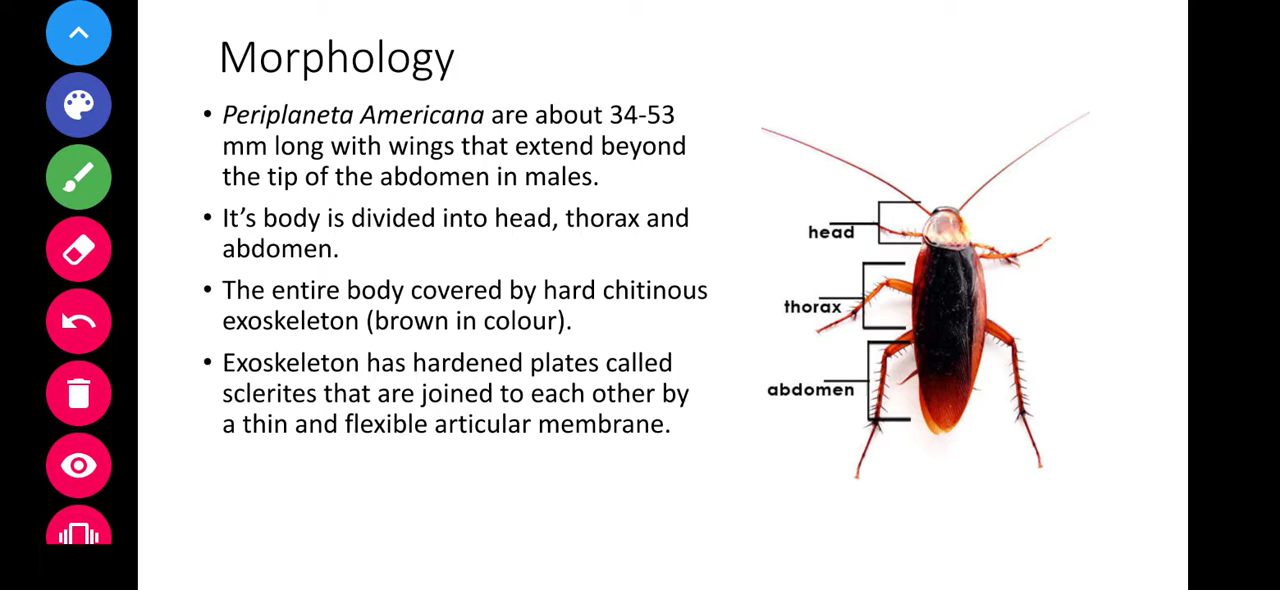 Morphology
• Periplaneta Americana are about 34-53
mm long with wings that extend beyond
the tip of the abdomen in males.
• It’s body is divided into head, thorax and
abdomen.
• The entire body covered by hard chitinous
exoskeleton (brown in colour).
• Exoskeleton has hardened plates called
sclerites that are joined to each other by
a thin and flexible articular membrane.
head
thorax
abdomen